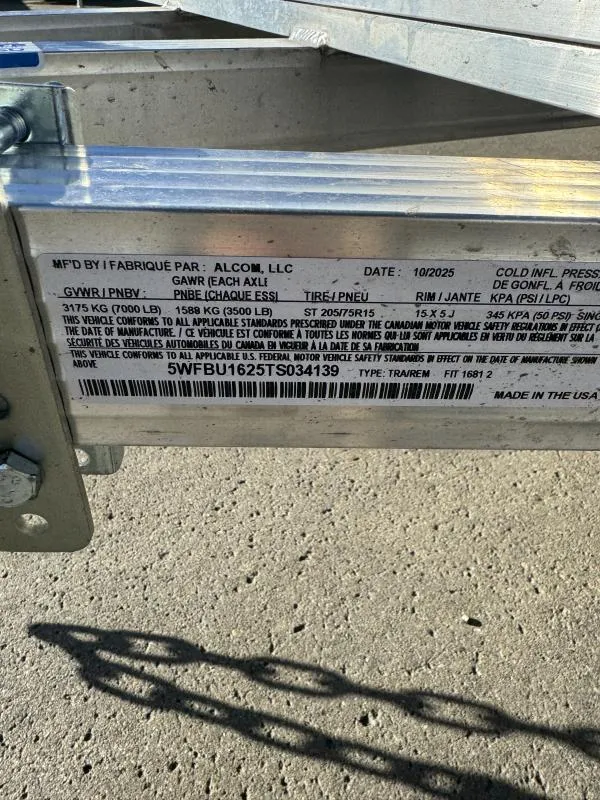 MF'D BY / FABRIQUÉ PAR : ALCOM, LLC DATE : 10/2025 COLD INFL. PRESS
GAWR (EACH AXLE DE GONFL. À FROID
GVWR / PNBV : PNBE (CHAQUE ESS) TIRE / PNEU RIM / JANTE KPA (PSI / LPC)
3175 KG (7000 LB) 1588 KG (3500 LB) ST 205/75R15 15 X 5 J 345 KPA (50 PSI) SING
THIS VEHICLE CONFORMS TO ALL APPLICABLE STANDARDS PRESCRIBED UNDER THE CANADIAN MOTOR VEHICLE SAFETY REGULATIONS IN EFFECT ON
THE DATE OF MANUFACTURE. / CE VÉHICULE EST CONFORME À TOUTES LES NORMES QUI LUI SONT APPLICABLES EN VERTU DU RÈGLEMENT SUR LA
SÉCURITÉ DES VÉHICULES AUTOMOBILES DU CANADA EN VIGUEUR À LA DATE DE SA FABRICATION
THIS VEHICLE CONFORMS TO ALL APPLICABLE U.S. FEDERAL MOTOR VEHICLE SAFETY STANDARDS IN EFFECT ON THE DATE OF MANUFACTURE SHOWN
ABOVE 5WFBU1625TS034139 TYPE: TRA/REM FIT 1681 2
MADE IN THE USA